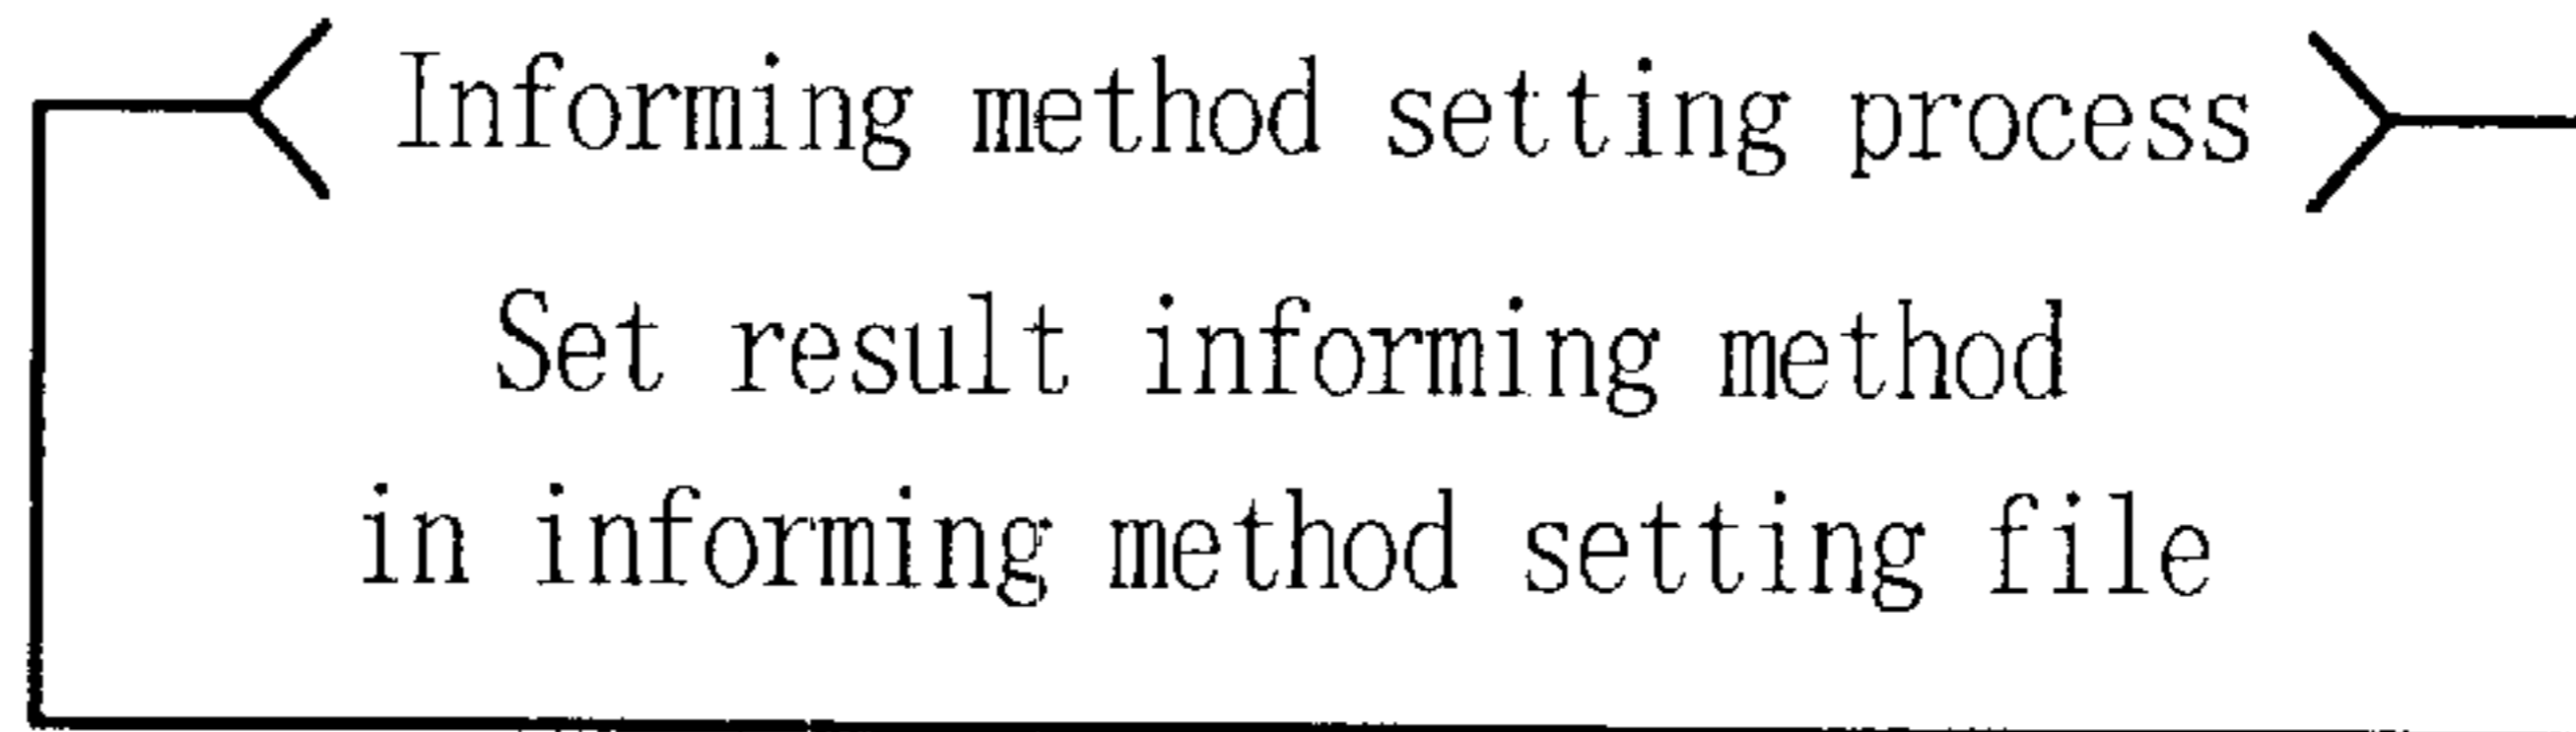 Informing method setting process
Set result informing method
in informing method setting file